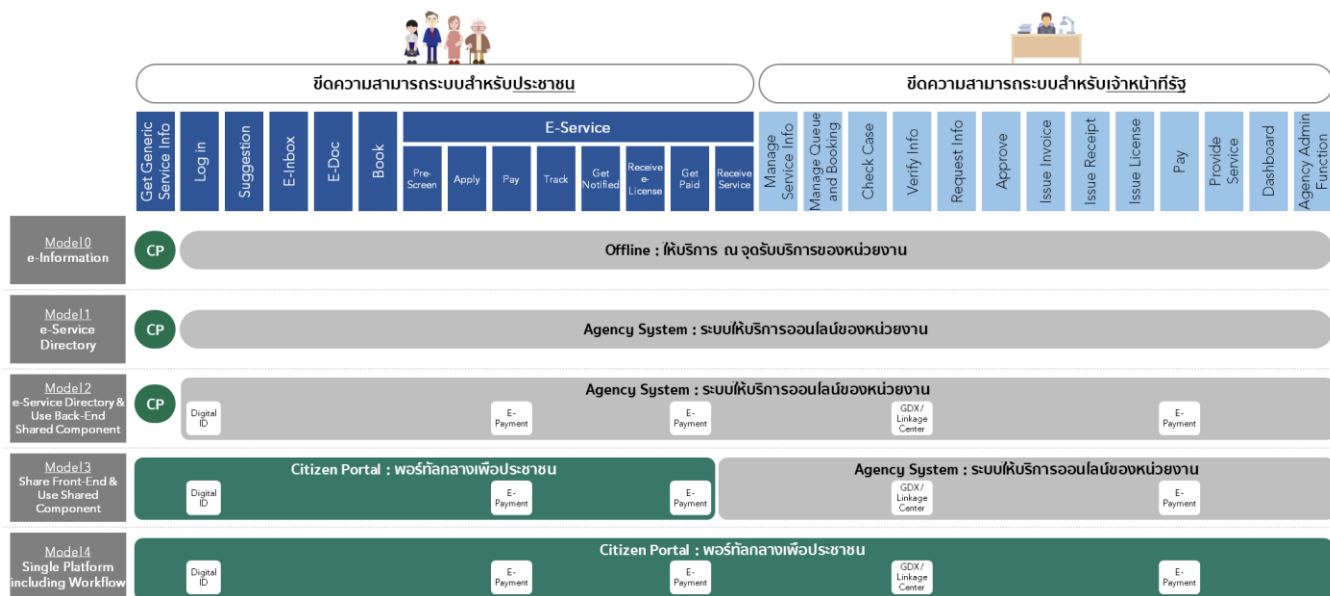 ขีดความสามารถระบบสำหรับประชาชน
ขีดความสามารถระบบสำหรับเจ้าหน้าที่รัฐ
Get Generic
Service Info
Log in
Suggestion
E-Inbox
E-Doc
Book
E-Service
Pre-
Screen
Apply
Pay
Track
Get
Notified
Receive
e-
License
Get
Paid
Receive
Service
Manage
Service Info
Manage Queue
and Booking
Check Case
Verify Info
Request Info
Approve
Issue Invoice
Issue Receipt
Issue License
Pay
Provide
Service
Dashboard
Agency Admin
Function
Model0
e-Information
CP
Offline : ให้บริการ ณ จุดรับบริการของหน่วยงาน
Model1
e-Service
Directory
CP
Agency System : ระบบให้บริการออนไลน์ของหน่วยงาน
Model2
e-Service Directory &
Use Back-End
Shared Component
CP
Agency System : ระบบให้บริการออนไลน์ของหน่วยงาน
Digital
ID
E-
Payment
E-
Payment
GDX/
Linkage
Center
E-
Payment
Model3
Share Front-End &
Use Shared
Component
Citizen Portal : พอร์ทัลกลางเพื่อประชาชน
Agency System : ระบบให้บริการออนไลน์ของหน่วยงาน
Digital
ID
E-
Payment
E-
Payment
GDX/
Linkage
Center
E-
Payment
Model4
Single Platform
including Workflow
Citizen Portal : พอร์ทัลกลางเพื่อประชาชน
Digital
ID
E-
Payment
E-
Payment
GDX/
Linkage
Center
E-
Payment